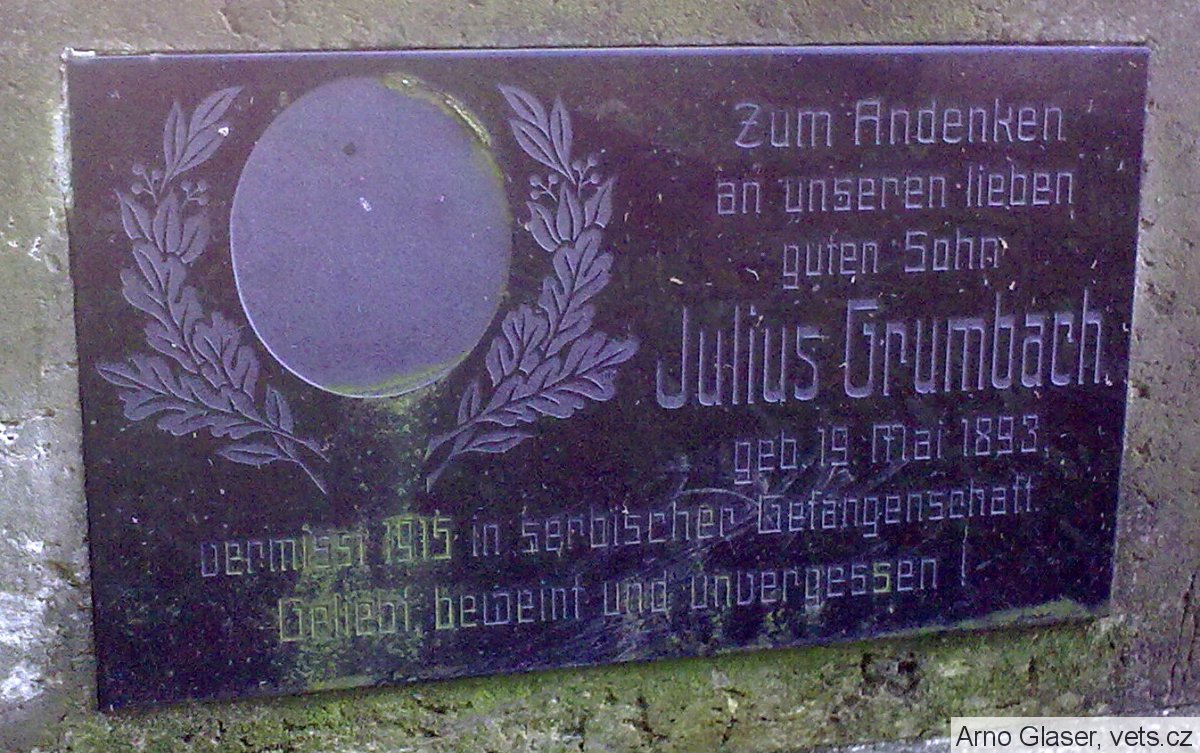 Zum Andenken
an unseren lieben
guten Sohn
Julius Grumbach.
geb. 19. Mai 1893.
vermisst 1915 in serbischer Gefangenschaft.
Geliebt, beweint und unvergessen!
Arno Glaser, vets.cz